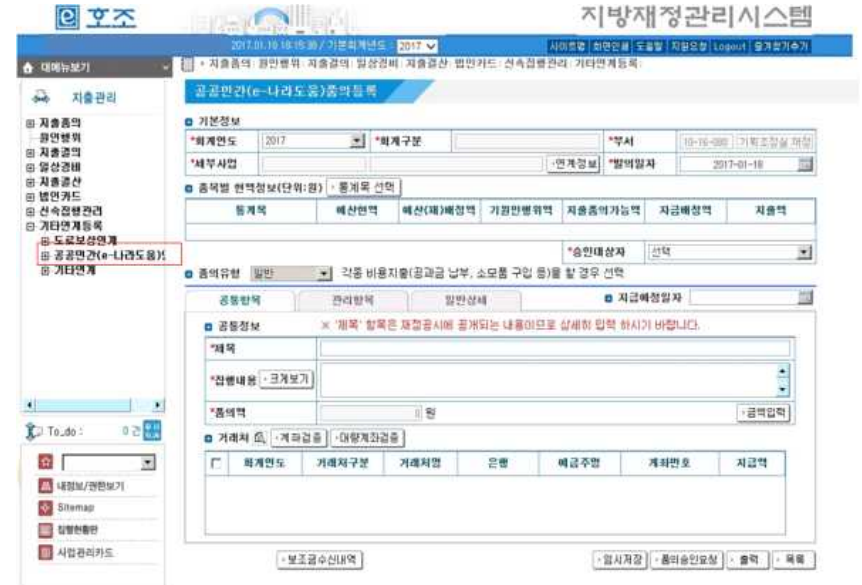 e 호조
지방재정관리시스템
2017.01.18 18:15:39 / 기본회계년도 : 2017
사이트맵 화면인쇄 도움말 지원요청 Logout 즐겨찾기추가
대메뉴보기
지출품의 원인행위 지출결의 일상경비 지출결산 법인카드 신속집행관리 기타연계등록
지출관리
지출품의
원인행위
지출결의
일상경비
지출결산
법인카드
신속집행관리
기타연계등록
도로보상연계
공공민간(e-나라도움)
기타연계
To_do : 0 건
내정보/권한보기
Sitemap
집행현황판
사업관리카드
공공민간(e-나라도움)품의등록
기본정보
*회계연도 2017 *회계구분 *부서 기획조정실 재정
*세부사업 연계정보 *발의일자 2017-01-18
품목별 현액정보(단위:원) 통계목 선택
통계목 예산현액 예산(재)배정액 기원인행위액 지출품의가능액 자금배정액 지출액
*승인대상자 선택
품의유형 일반 각종 비용지출(공과금 납부, 소모품 구입 등)을 할 경우 선택
공통항목 관리항목 일반상세 지급예정일자
공통정보 ※ '제목' 항목은 재정공시에 공개되는 내용이므로 상세히 입력 하시기 바랍니다.
*제목
*집행내용 크게보기
*품의액 0 원 금액입력
거래처 계좌검증 대량계좌검증
회계연도 거래처구분 거래처명 은행 예금주명 계좌번호 지급액
보조금수신내역 임시저장 품의승인요청 출력 목록